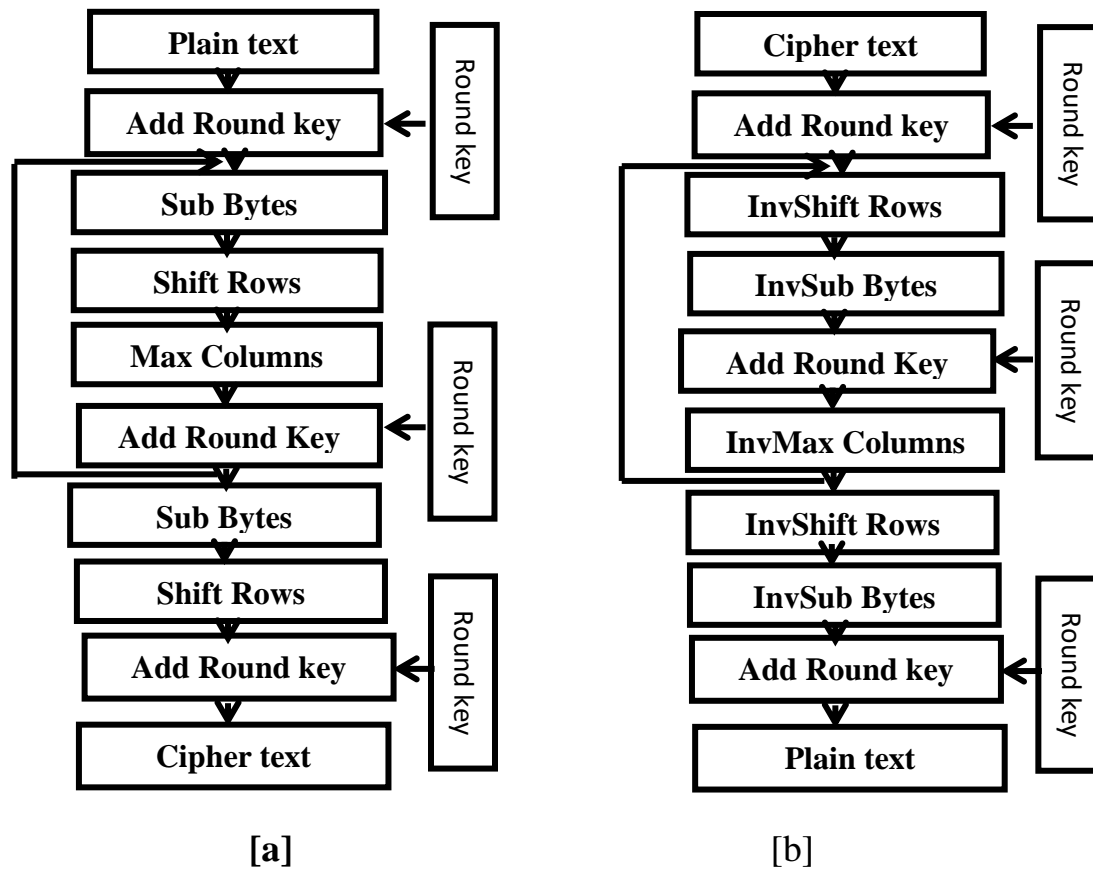 Plain text
Add Round key
Round key
Sub Bytes
Shift Rows
Max Columns
Add Round Key
Round key
Sub Bytes
Shift Rows
Add Round key
Round key
Cipher text
[a]
Cipher text
Add Round key
Round key
InvShift Rows
InvSub Bytes
Add Round Key
Round key
InvMax Columns
InvShift Rows
InvSub Bytes
Add Round key
Round key
Plain text
[b]